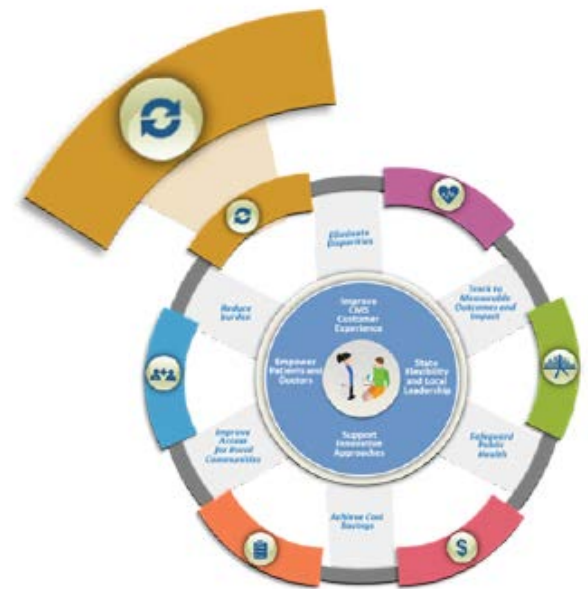 Eliminate
Disparities
Track to
Measurable
Outcomes and
Impact
Safeguard
Public
Health
Achieve Cost
Savings
Improve
Access
for Rural
Communities
Reduce
Burden
Improve
CMS
Customer
Experience
State
Flexibility
and Local
Leadership
Support
Innovative
Approaches
Empower
Patients and
Doctors
$